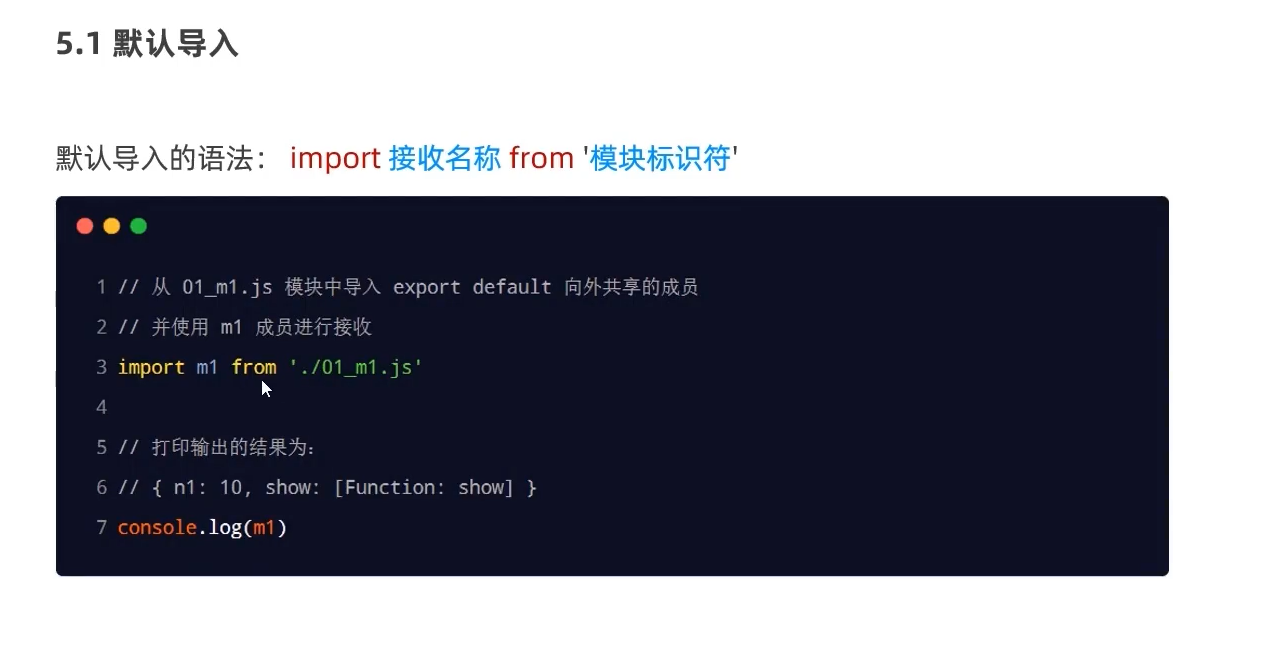 5.1 默认导入
默认导入的语法： import 接收名称 from '模块标识符'
1 // 从 01_m1.js 模块中导入 export default 向外共享的成员
2 // 并使用 m1 成员进行接收
3 import m1 from './01_m1.js'
4
5 // 打印输出的结果为：
6 // { n1: 10, show: [Function: show] }
7 console.log(m1)